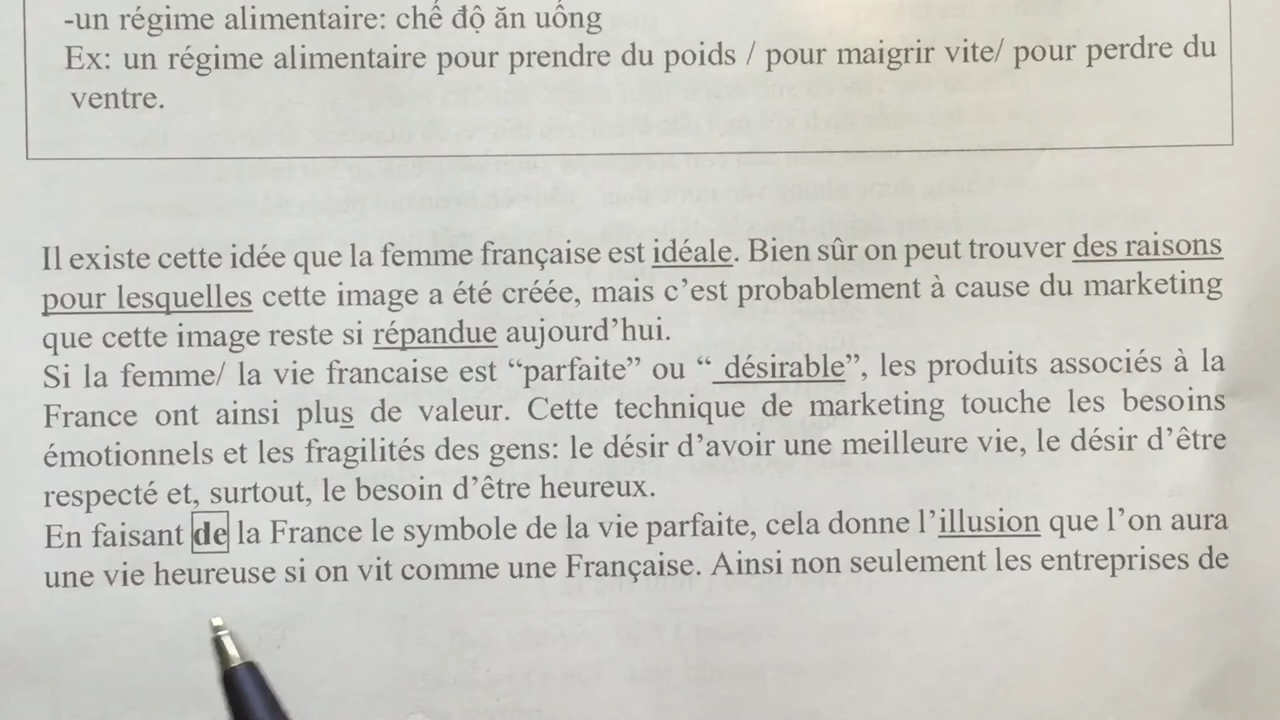 -un régime alimentaire: chế độ ăn uống
Ex: un régime alimentaire pour prendre du poids / pour maigrir vite/ pour perdre du
ventre.
Il existe cette idée que la femme française est idéale. Bien sûr on peut trouver des raisons
pour lesquelles cette image a été créée, mais c’est probablement à cause du marketing
que cette image reste si répandue aujourd’hui.
Si la femme/ la vie francaise est “parfaite” ou “ désirable”, les produits associés à la
France ont ainsi plus de valeur. Cette technique de marketing touche les besoins
émotionnels et les fragilités des gens: le désir d’avoir une meilleure vie, le désir d’être
respecté et, surtout, le besoin d’être heureux.
En faisant de la France le symbole de la vie parfaite, cela donne l’illusion que l’on aura
une vie heureuse si on vit comme une Française. Ainsi non seulement les entreprises de